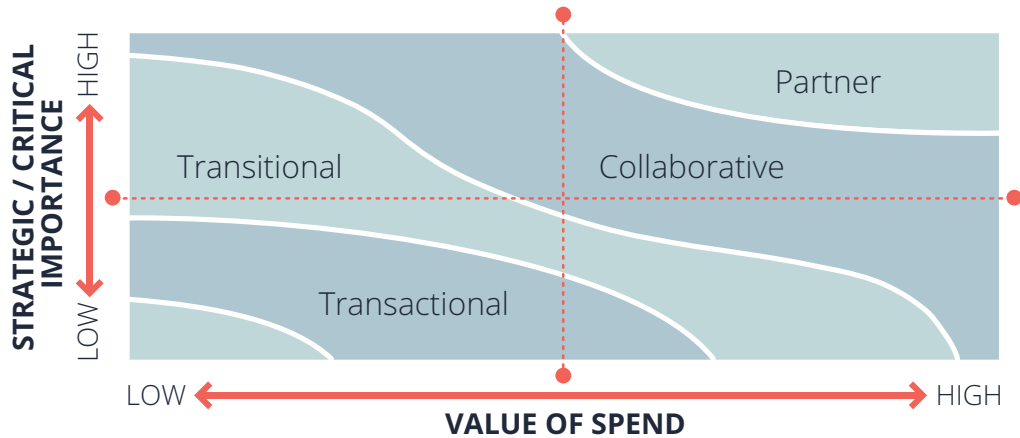 STRATEGIC / CRITICAL
IMPORTANCE
HIGH
LOW
Partner
Transitional
Collaborative
Transactional
LOW
HIGH
VALUE OF SPEND